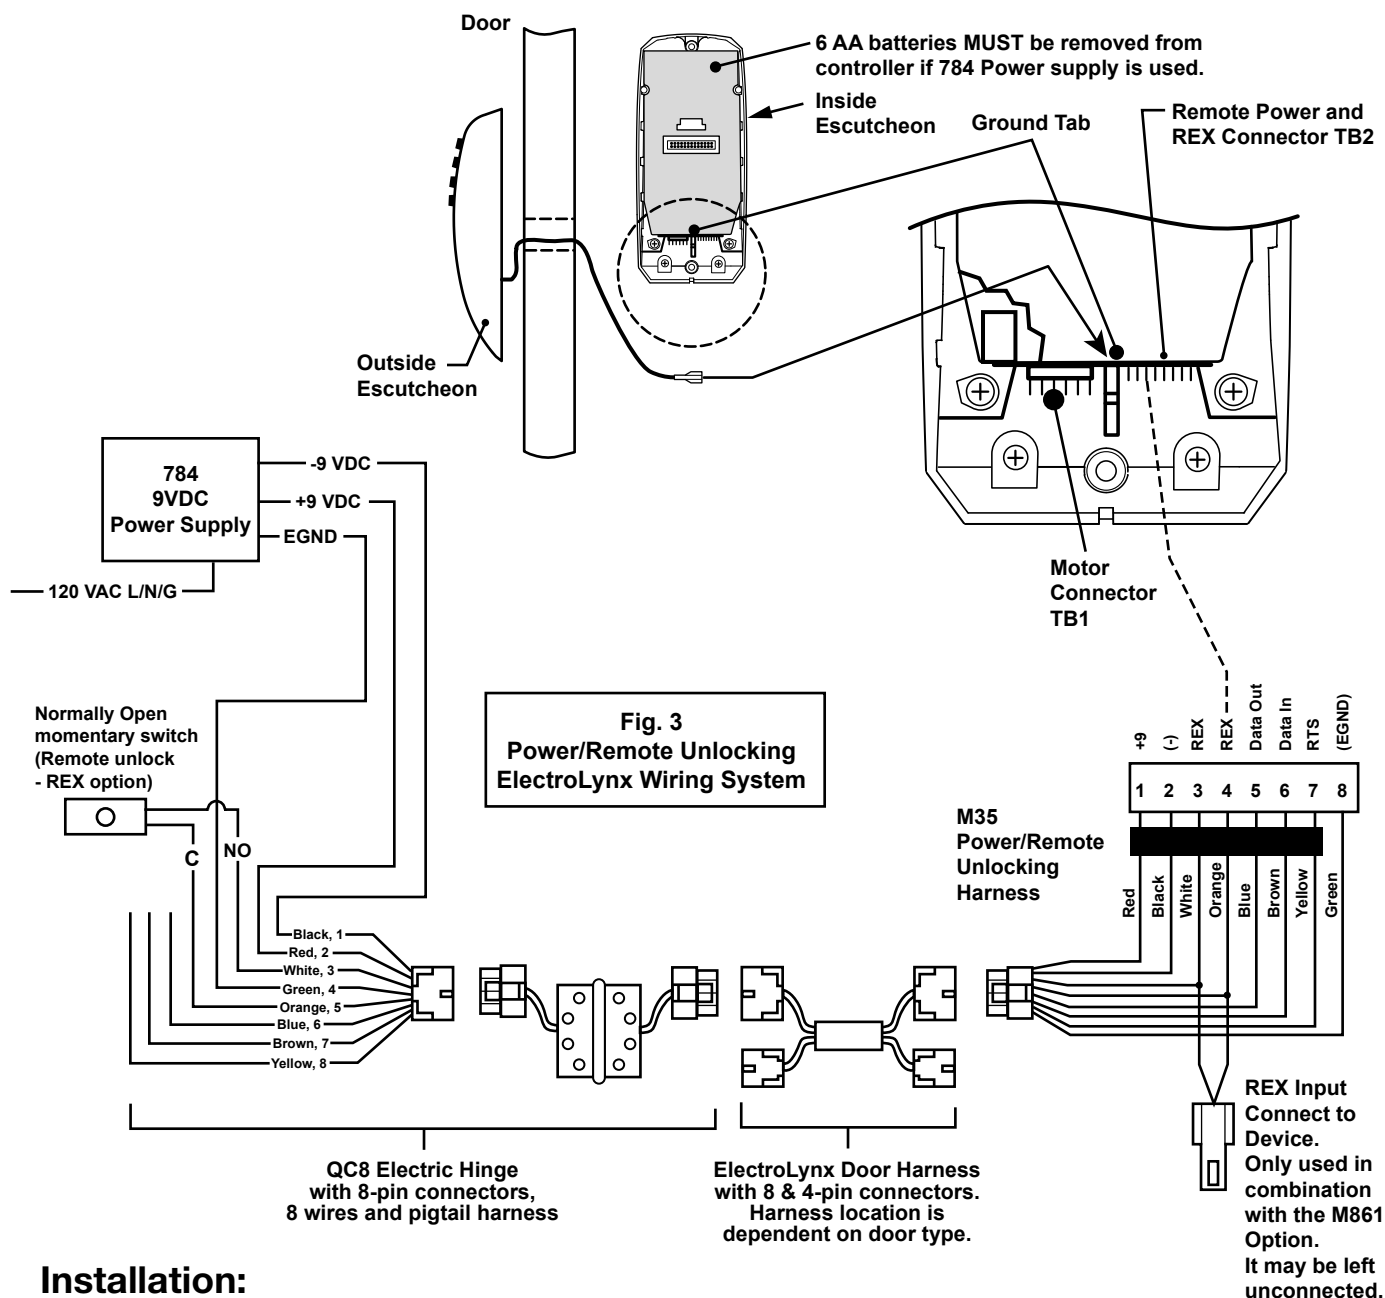 Door
6 AA batteries MUST be removed from
controller if 784 Power supply is used.
Inside
Escutcheon
Ground Tab
Remote Power and
REX Connector TB2
Outside
Escutcheon
784
9VDC
Power Supply
-9 VDC
+9 VDC
EGND
120 VAC L/N/G
Motor
Connector
TB1
Normally Open
momentary switch
(Remote unlock
- REX option)
C
NO
Fig. 3
Power/Remote Unlocking
ElectroLynx Wiring System
+9
(-)
REX
REX
Data Out
Data In
RTS
(EGND)
1 2 3 4 5 6 7 8
M35
Power/Remote
Unlocking
Harness
Red
Black
White
Orange
Blue
Brown
Yellow
Green
Black, 1
Red, 2
White, 3
Green, 4
Orange, 5
Blue, 6
Brown, 7
Yellow, 8
QC8 Electric Hinge
with 8-pin connectors,
8 wires and pigtail harness
ElectroLynx Door Harness
with 8 & 4-pin connectors.
Harness location is
dependent on door type.
REX Input
Connect to
Device.
Only used in
combination
with the M861
Option.
It may be left
unconnected.
Installation: